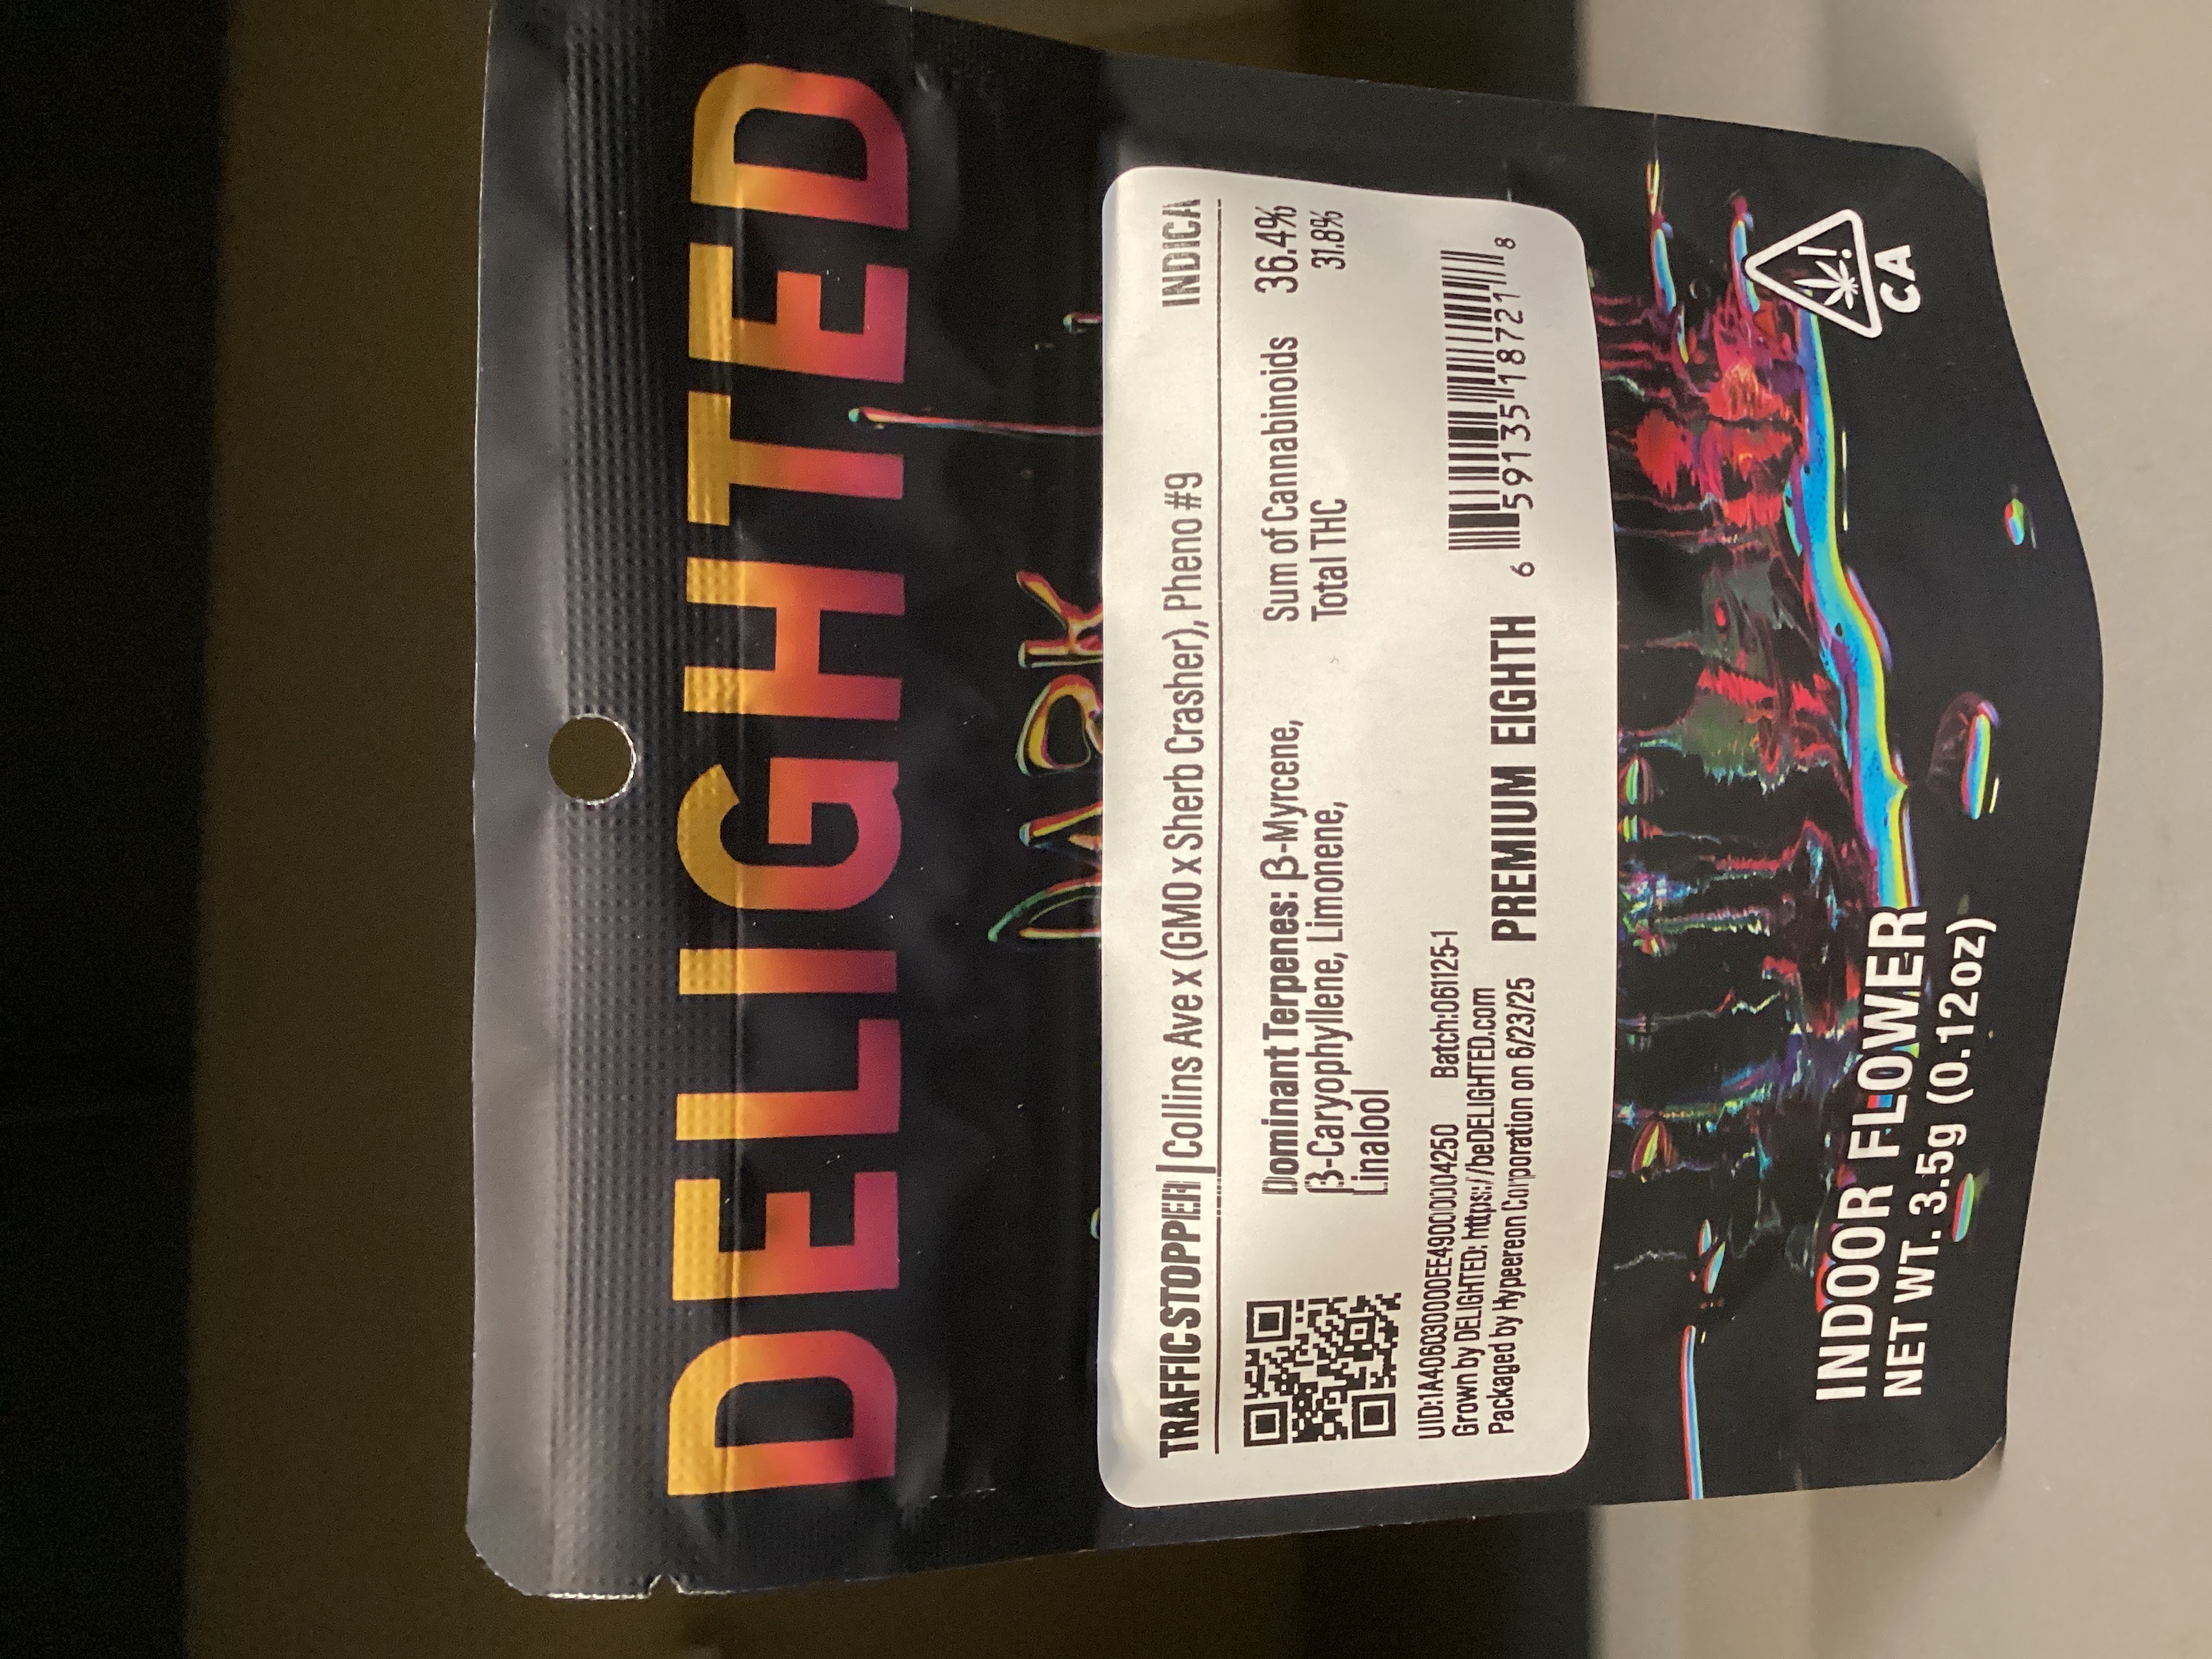 DELIGHTED
TRAFFIC STOPPER | Collins Ave x (GMO x Sherb Crasher), Pheno #9 INDICA
Dominant Terpenes: β-Myrcene,
β-Caryophyllene, Limonene,
Linalool
Sum of Cannabinoids 36.4%
Total THC 31.8%
Batch:061125-1
Grown by DELIGHTED: https://beDELIGHTED.com
Packaged by Hypeereon Corporation on 6/23/25
PREMIUM EIGHTH
6 59135 18721 8
CA
INDOOR FLOWER
NET WT. 3.5g (0.12oz)